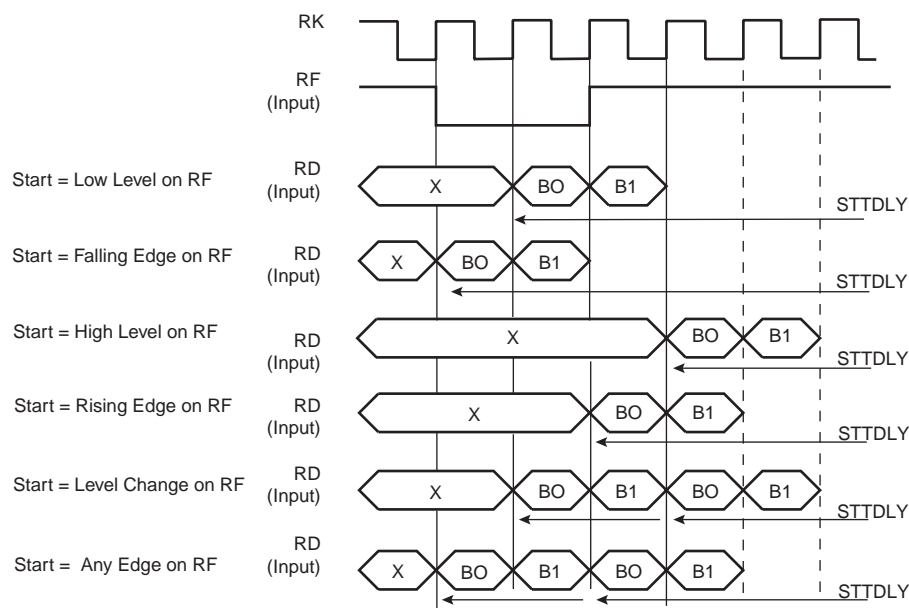 RK
RF
(Input)
Start = Low Level on RF
RD
(Input)
X
BO
B1
STTDLY
Start = Falling Edge on RF
RD
(Input)
X
BO
B1
STTDLY
Start = High Level on RF
RD
(Input)
X
BO
B1
STTDLY
Start = Rising Edge on RF
RD
(Input)
X
BO
B1
STTDLY
Start = Level Change on RF
RD
(Input)
X
BO
B1
BO
B1
STTDLY
Start = Any Edge on RF
RD
(Input)
X
BO
B1
BO
B1
STTDLY